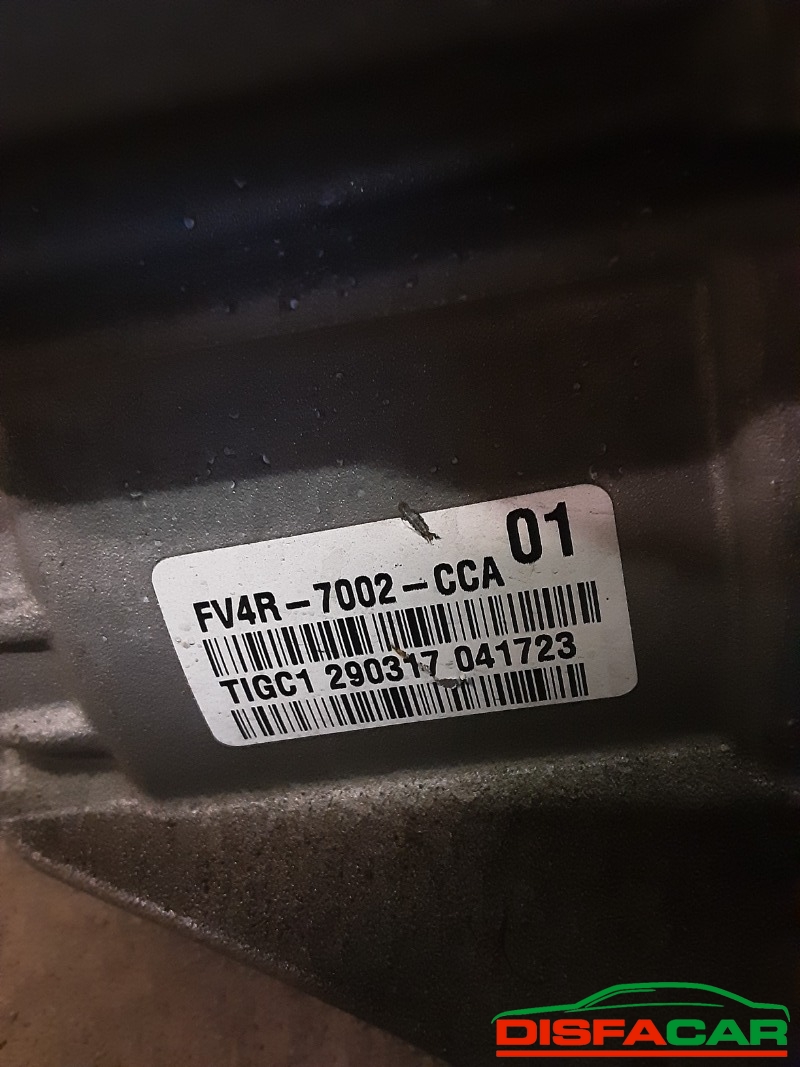 01
FV4R-7002-CCA
TIGC1 290317 041723
DISFACAR